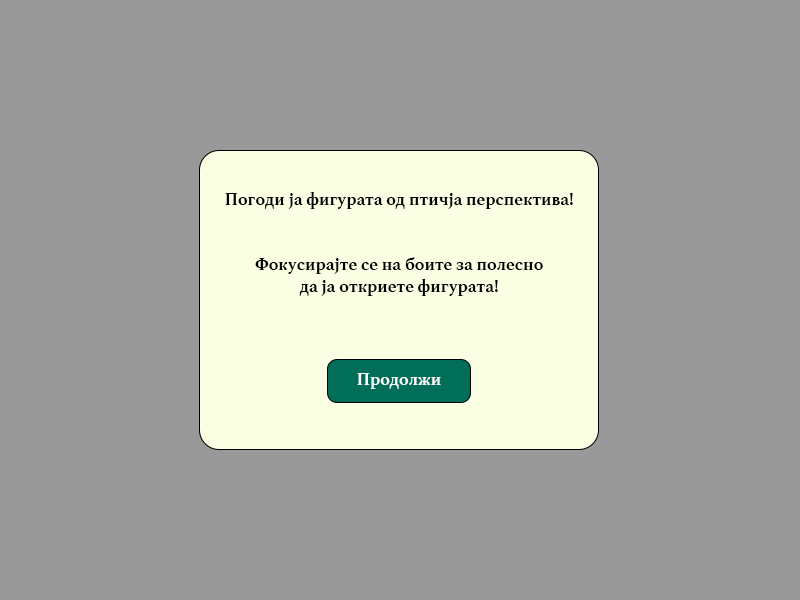 Погоди ја фигурата од птичја перспектива!
Фокусирајте се на боите за полесно
да ја откриете фигурата!
Продолжи